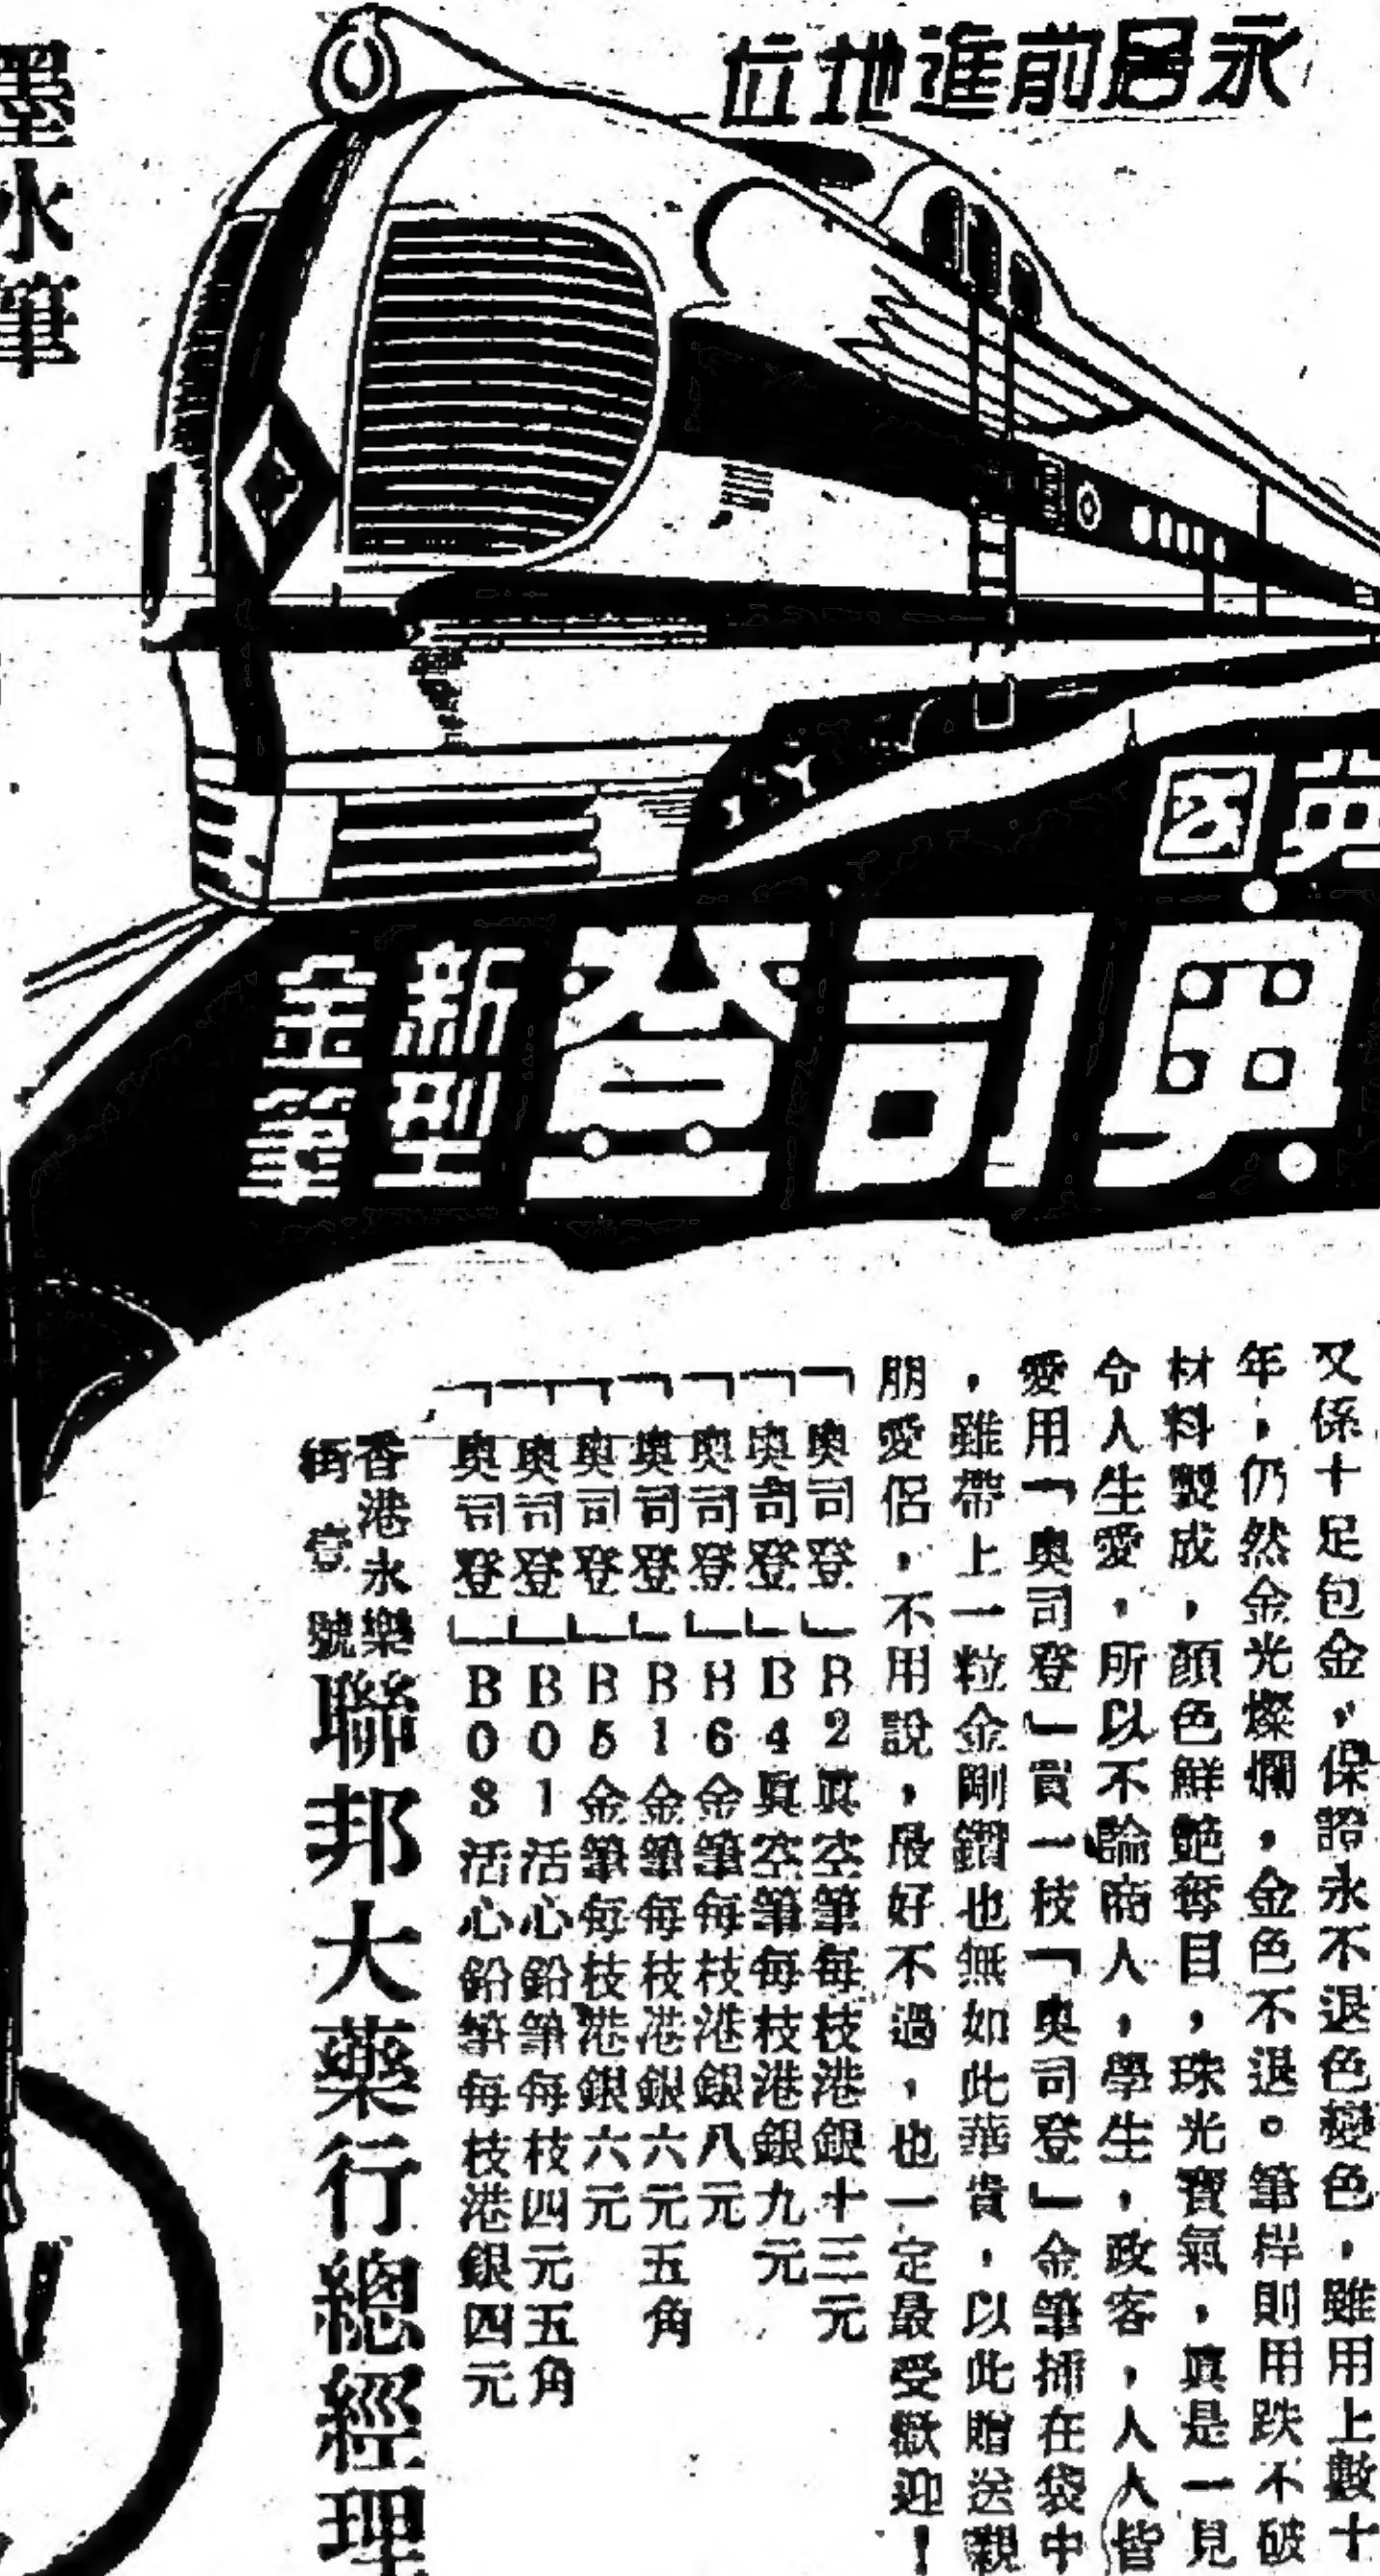 永居前進地位
英国
奥司登
新型
金筆
又係十足包金，保證永不退色變色，雖用上數十
年，仍然金光燦爛，金色不退。筆桿則用跌不破
材料製成，顏色鮮艷奪目，珠光寶氣，真是一見
令人生愛，所以不論商人，學生，政客，人人皆
愛用「奧司登」買一枝「奧司登」金筆插在袋中
，雖帶上一粒金剛鑽也無如此華貴，以此贈送親
朋愛侶，不用說，最好不過，也一定最受歡迎！
「奧司登」B2真空筆每枝港銀十三元
「奧司登」B4真空筆每枝港銀九元
「奧司登」B6金筆每枝港銀八元
「奧司登」B1金筆每枝港銀六元五角
「奧司登」B5金筆每枝港銀六元
「奧司登」B01活心鉛筆每枝四元五角
「奧司登」B08活心鉛筆每枝港銀四元
香港永樂
街壹號
聯邦大藥行總經理
墨水筆